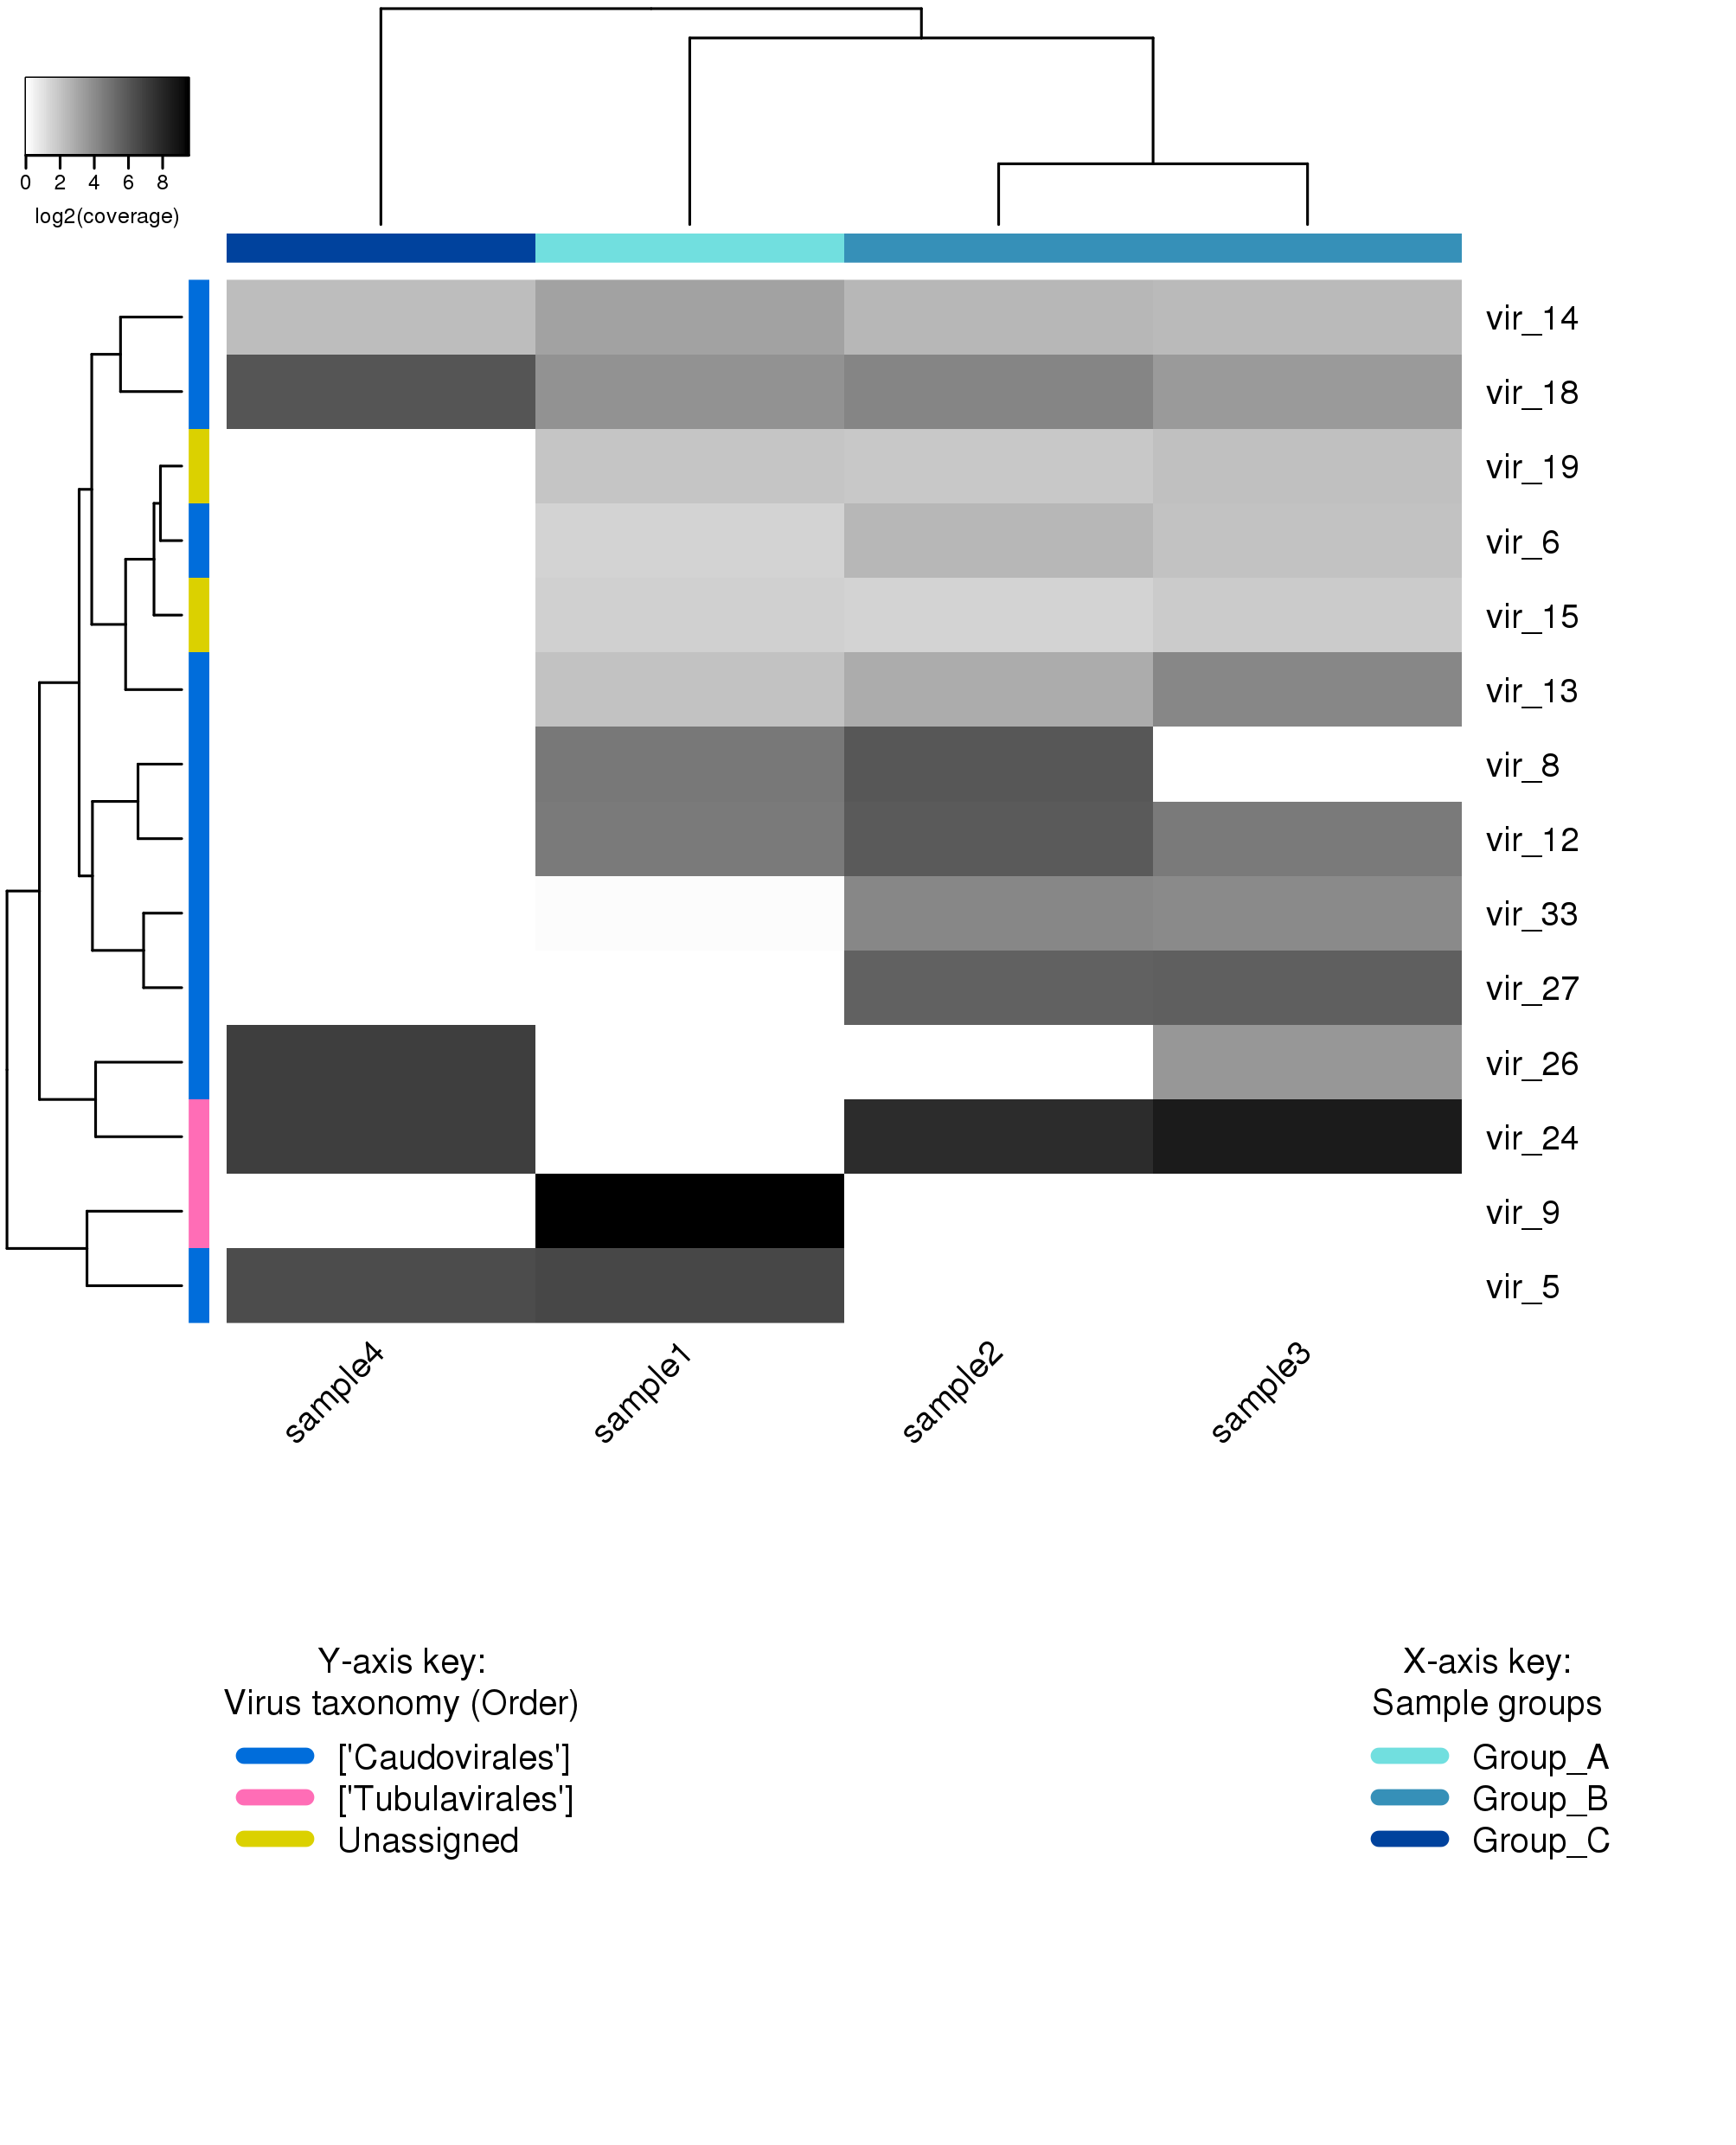 0 2 4 6 8
log2(coverage)
vir_14
vir_18
vir_19
vir_6
vir_15
vir_13
vir_8
vir_12
vir_33
vir_27
vir_26
vir_24
vir_9
vir_5
sample4 sample1 sample2 sample3
Y-axis key:
Virus taxonomy (Order)
['Caudovirales']
['Tubulavirales']
Unassigned
X-axis key:
Sample groups
Group_A
Group_B
Group_C